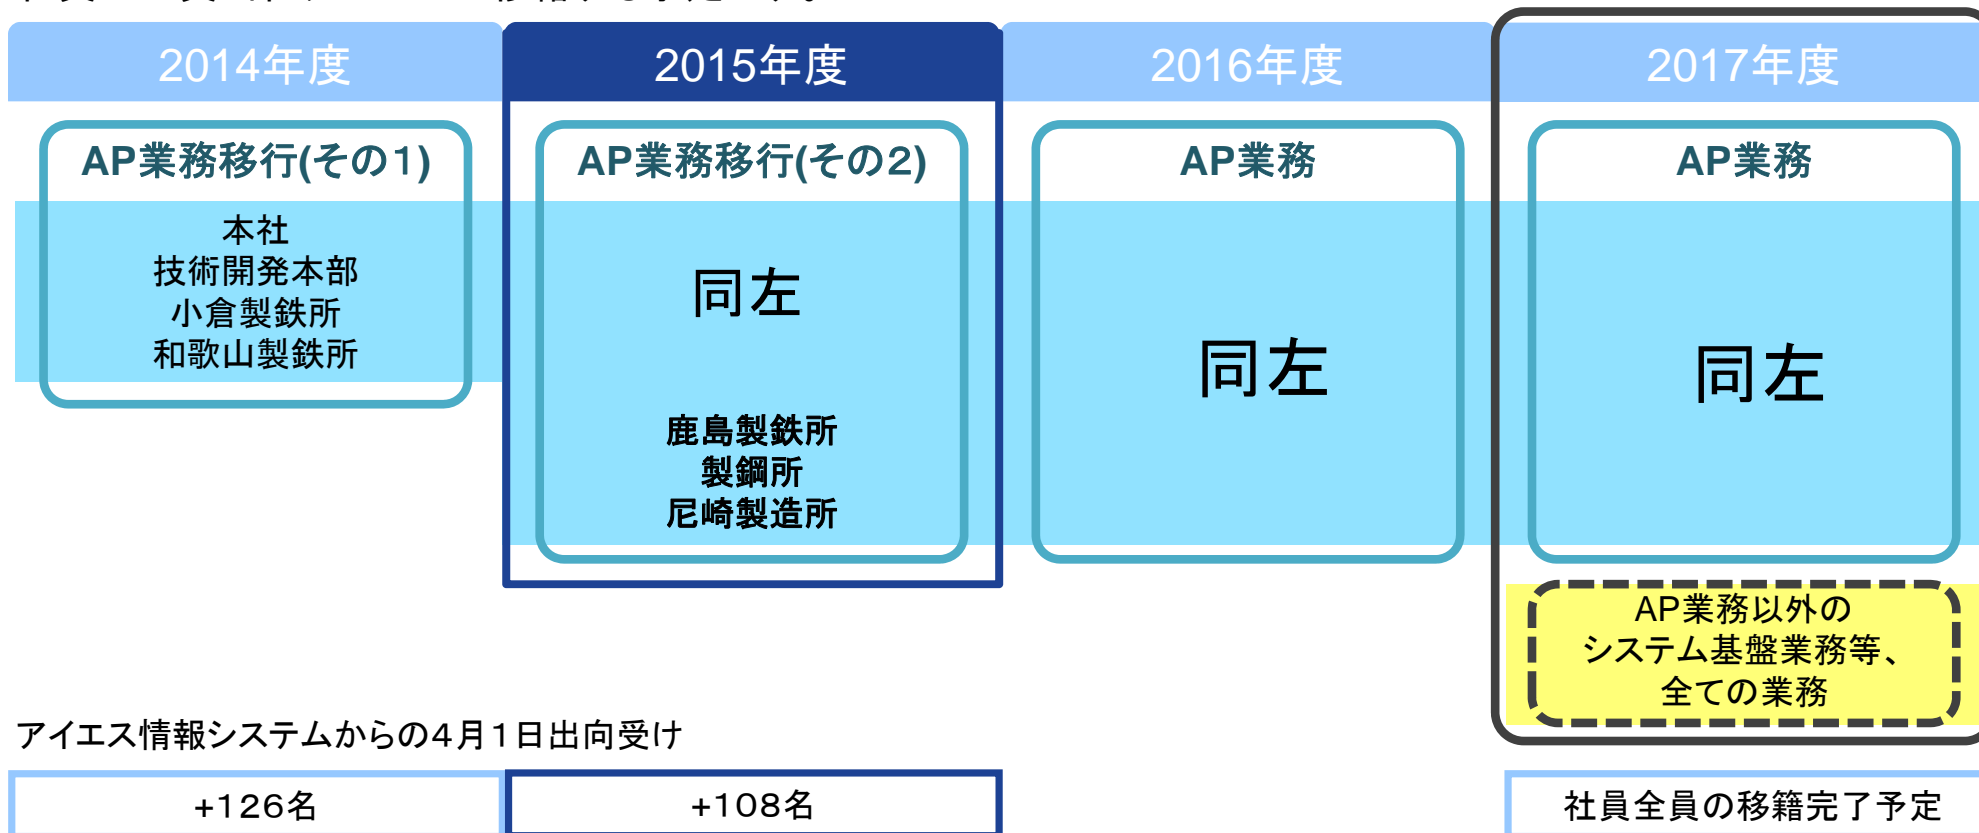 2014年度
2015年度
2016年度
2017年度
AP業務移行(その1)
本社
技術開発本部
小倉製鉄所
和歌山製鉄所
AP業務移行(その2)
同左
鹿島製鉄所
製鋼所
尼崎製造所
AP業務
同左
AP業務
同左
AP業務以外の
システム基盤業務等、
全ての業務
アイエス情報システムからの4月1日出向受け
+126名
+108名
社員全員の移籍完了予定